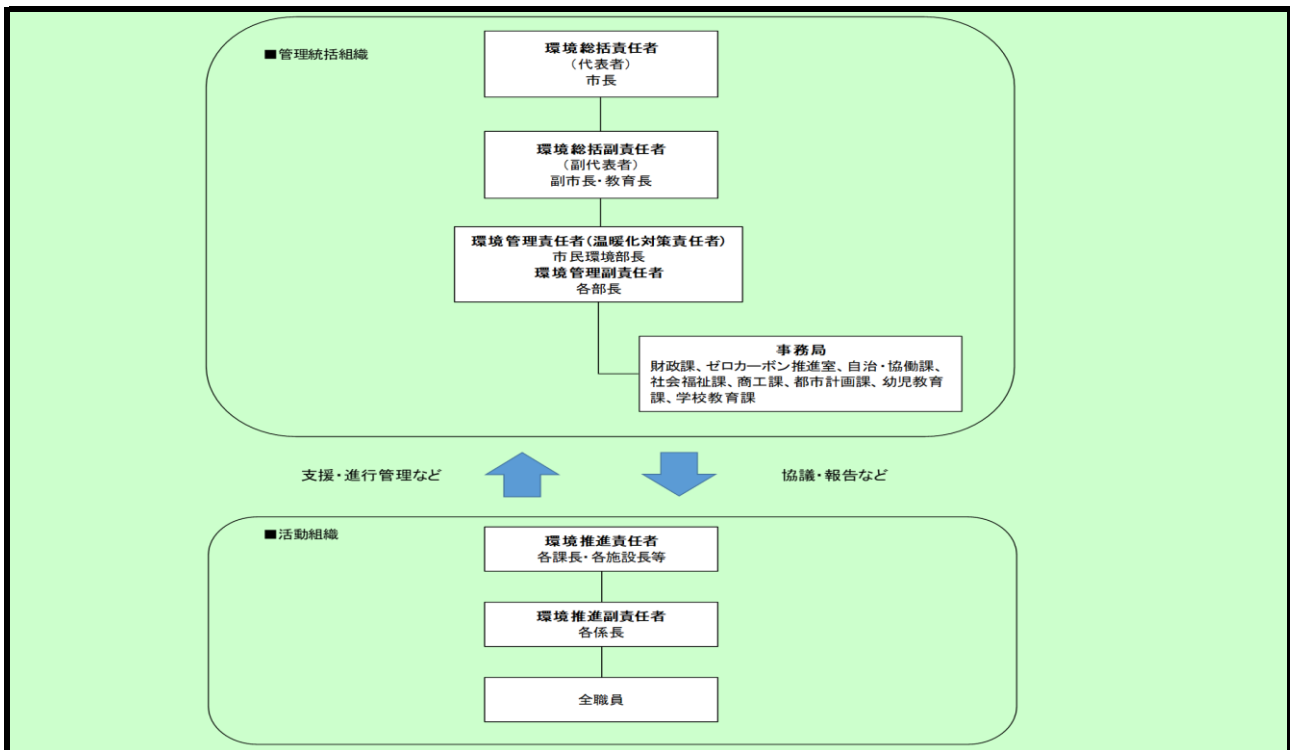 ■管理統括組織
環境総括責任者
(代表者)
市長
環境総括副責任者
(副代表者)
副市長・教育長
環境管理責任者(温暖化対策責任者)
市民環境部長
環境管理副責任者
各部長
事務局
財政課、ゼロカーボン推進室、自治・協働課、
社会福祉課、商工課、都市計画課、幼児教育
課、学校教育課
支援・進行管理など
協議・報告など
■活動組織
環境推進責任者
各課長・各施設長等
環境推進副責任者
各係長
全職員